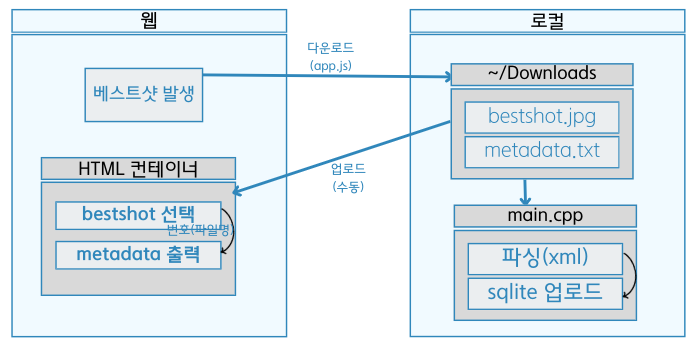 웹
베스트샷 발생
HTML 컨테이너
bestshot 선택
번호(파일명)
metadata 출력
다운로드
(app.js)
업로드
(수동)
로컬
~/Downloads
bestshot.jpg
metadata.txt
main.cpp
파싱(xml)
sqlite 업로드